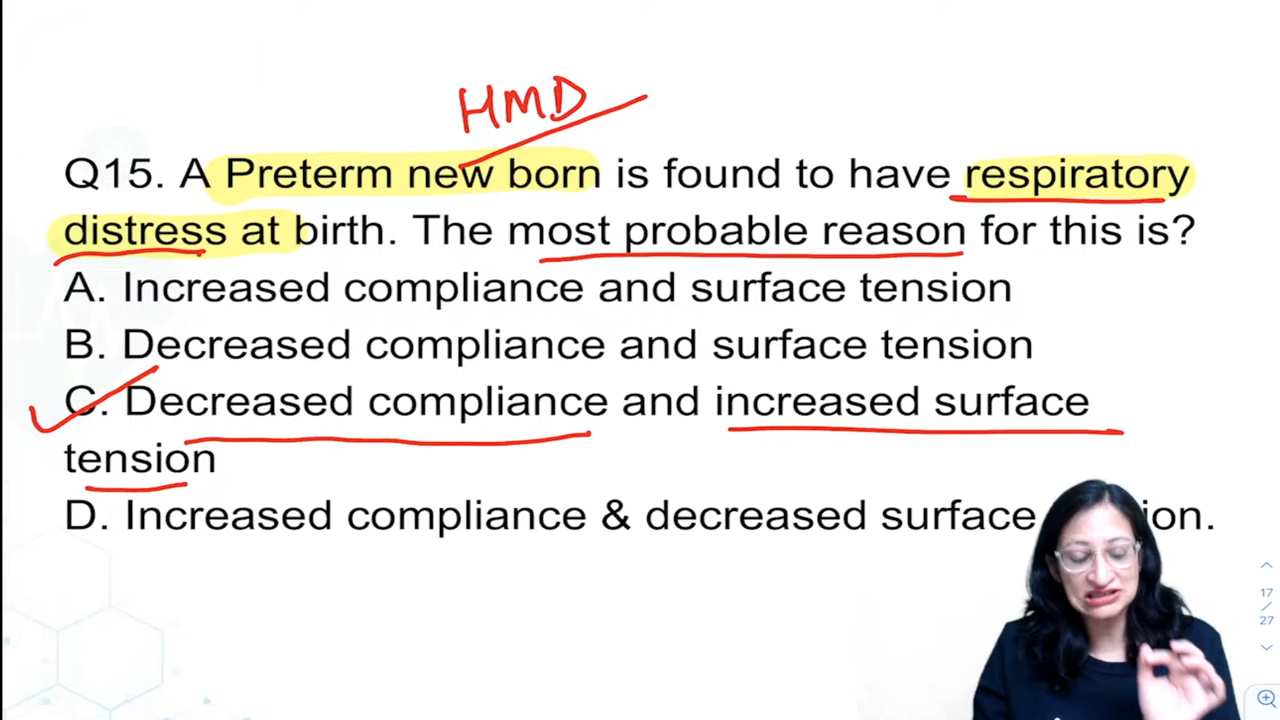 HMD
Q15. A Preterm new born is found to have respiratory
distress at birth. The most probable reason for this is?
A. Increased compliance and surface tension
B. Decreased compliance and surface tension
C. Decreased compliance and increased surface
tension
D. Increased compliance & decreased surface
17
/
27